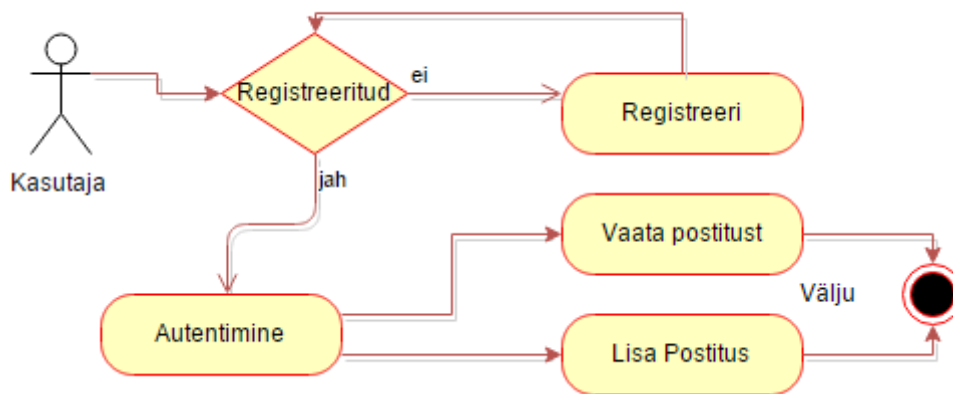 Kasutaja
Registreeritud
ei
Registreeri
jah
Autentimine
Vaata postitust
Lisa Postitus
Välju